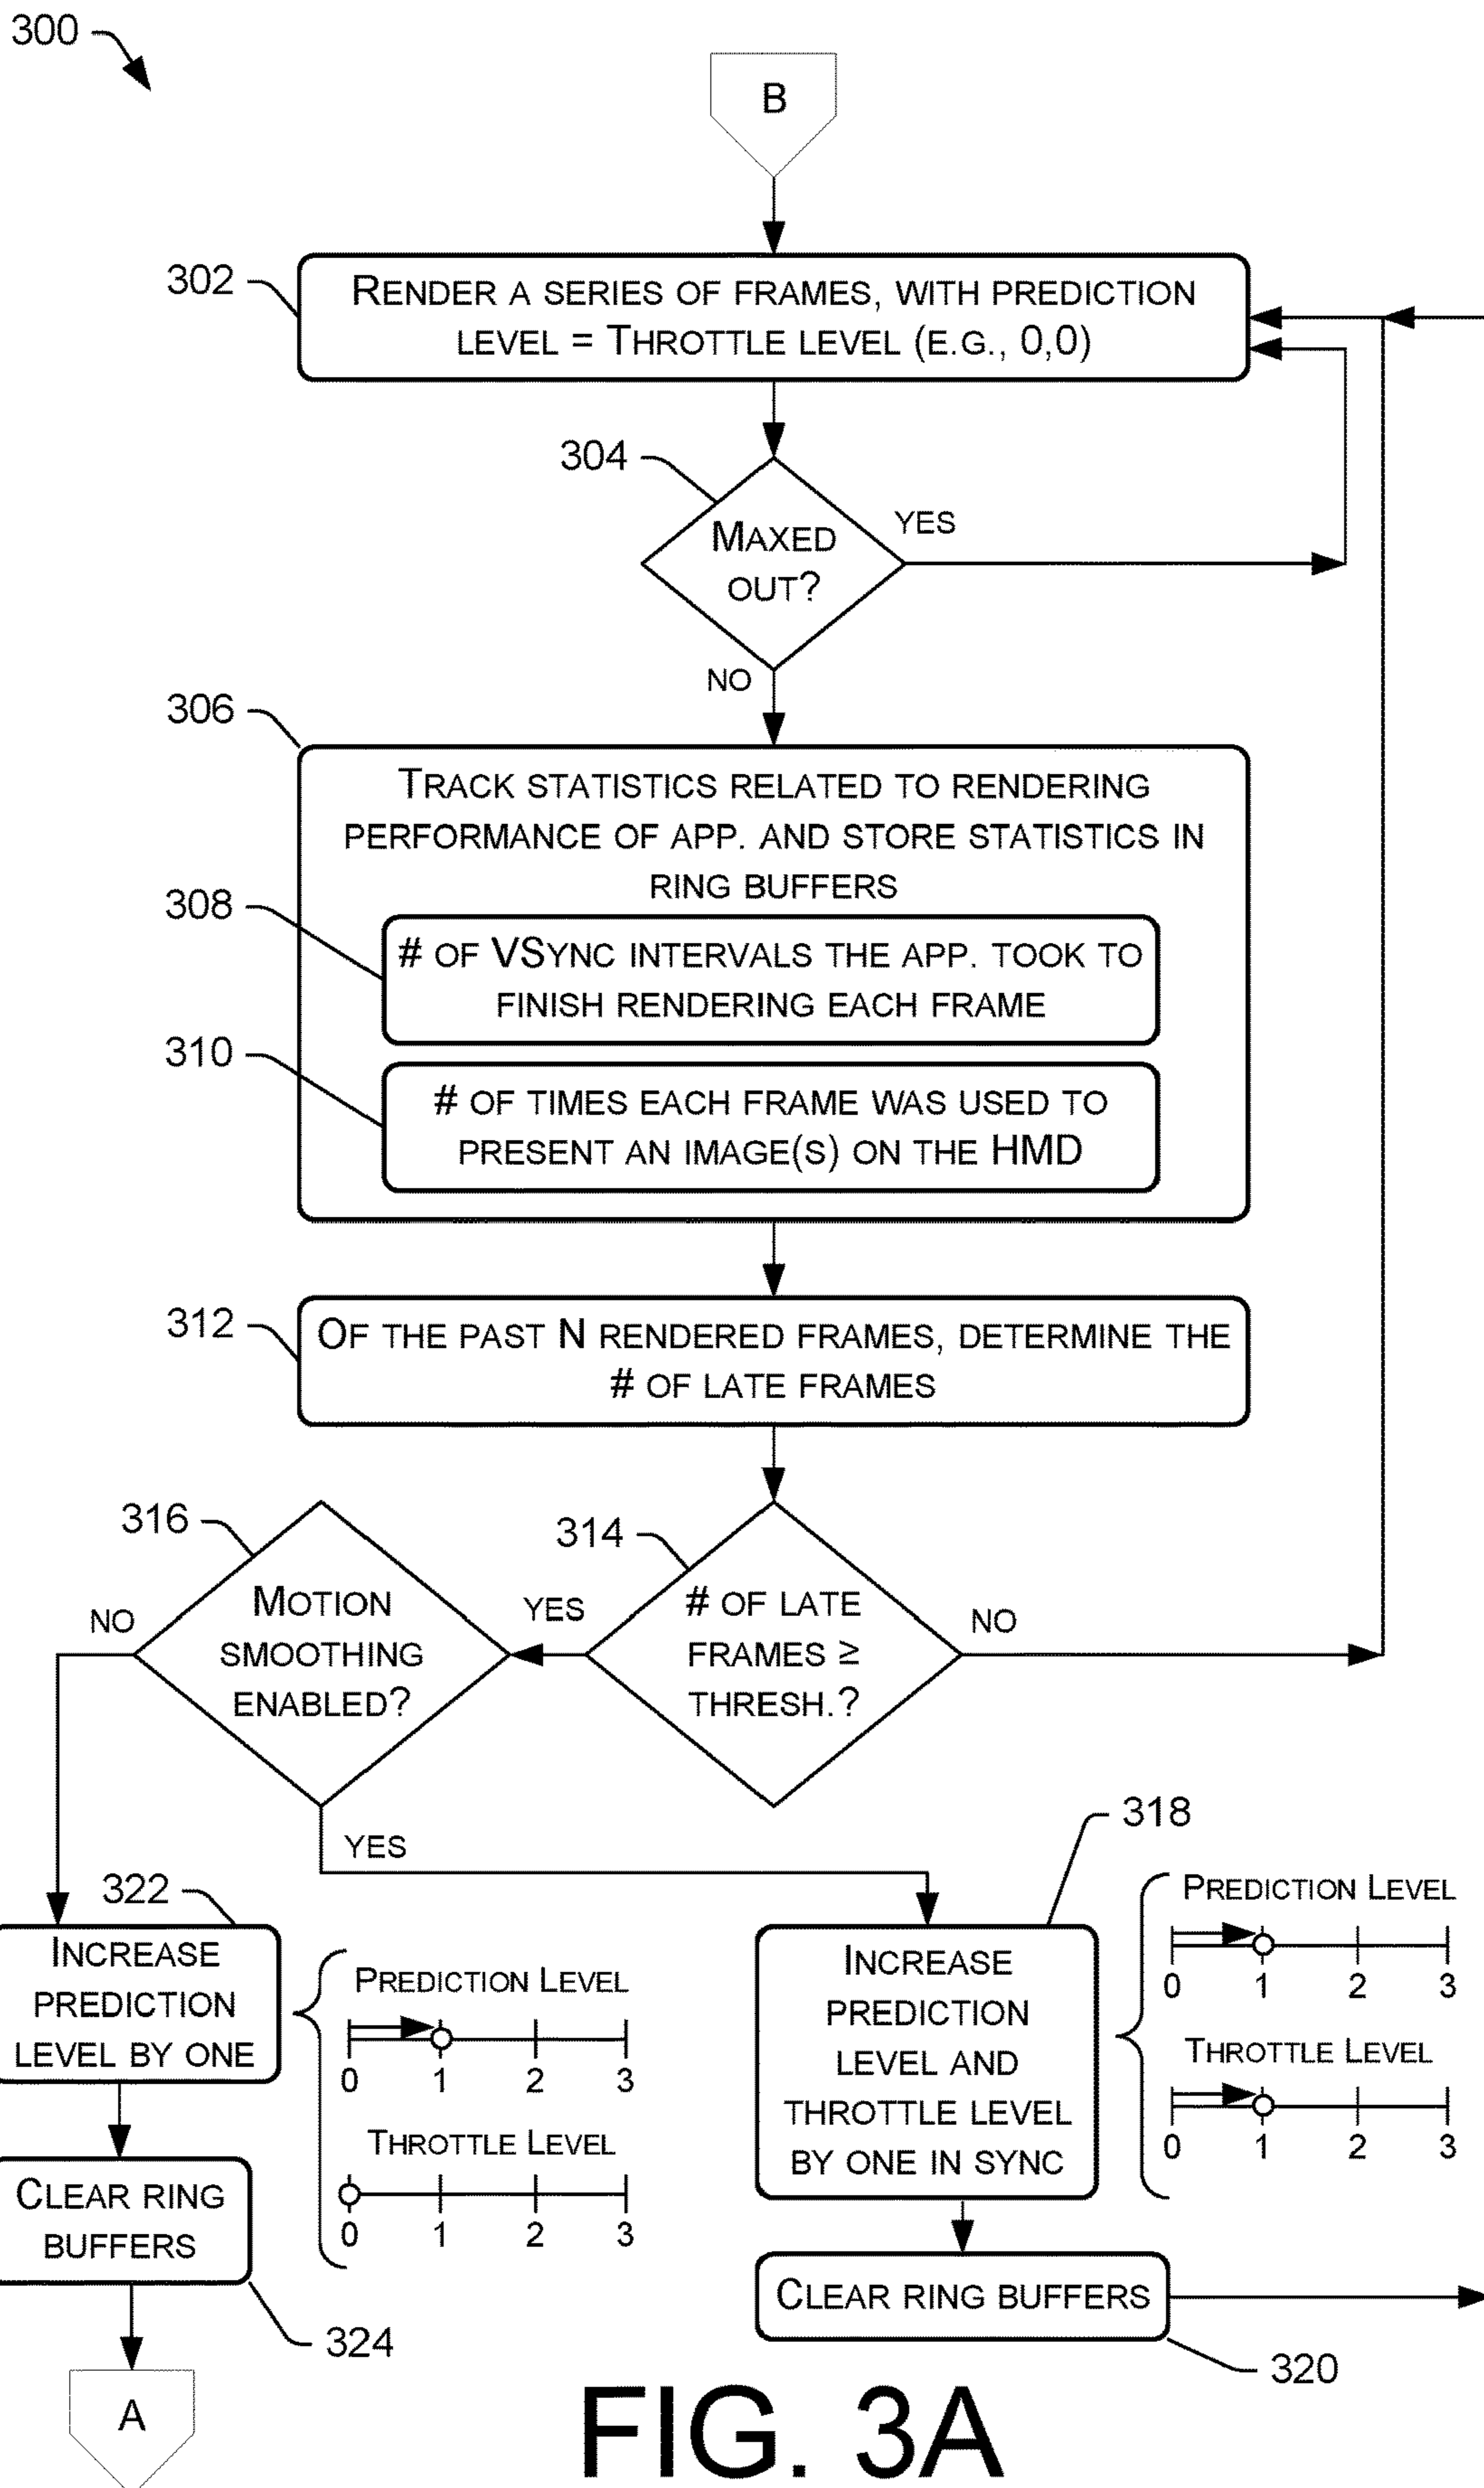 300
B
302
RENDER A SERIES OF FRAMES, WITH PREDICTION
LEVEL = THROTTLE LEVEL (E.G., 0,0)
304
MAXED
OUT?
YES
NO
306
TRACK STATISTICS RELATED TO RENDERING
PERFORMANCE OF APP. AND STORE STATISTICS IN
RING BUFFERS
308
# OF VSYNC INTERVALS THE APP. TOOK TO
FINISH RENDERING EACH FRAME
310
# OF TIMES EACH FRAME WAS USED TO
PRESENT AN IMAGE(S) ON THE HMD
312
OF THE PAST N RENDERED FRAMES, DETERMINE THE
# OF LATE FRAMES
316
MOTION
SMOOTHING
ENABLED?
NO
YES
314
# OF LATE
FRAMES ≥
THRESH.?
YES
NO
322
INCREASE
PREDICTION
LEVEL BY ONE
PREDICTION LEVEL
0 1 2 3
THROTTLE LEVEL
0 1 2 3
CLEAR RING
BUFFERS
324
A
318
INCREASE
PREDICTION
LEVEL AND
THROTTLE LEVEL
BY ONE IN SYNC
PREDICTION LEVEL
0 1 2 3
THROTTLE LEVEL
0 1 2 3
CLEAR RING BUFFERS
320
FIG. 3A